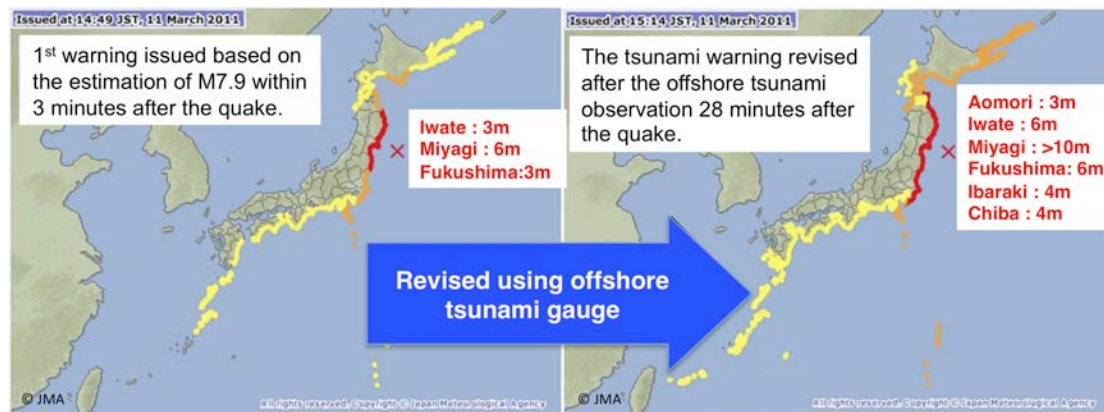 Issued at 14:49 JST, 11 March 2011
1st warning issued based on
the estimation of M7.9 within
3 minutes after the quake.
Iwate : 3m
Miyagi : 6m
Fukushima:3m
© JMA
All rights reserved. Copyright © Japan Meteorological Agency
Revised using offshore
tsunami gauge
Issued at 15:14 JST, 11 March 2011
The tsunami warning revised
after the offshore tsunami
observation 28 minutes after
the quake.
Aomori : 3m
Iwate : 6m
Miyagi : >10m
Fukushima: 6m
Ibaraki : 4m
Chiba : 4m
© JMA
All rights reserved. Copyright © Japan Meteorological Agency